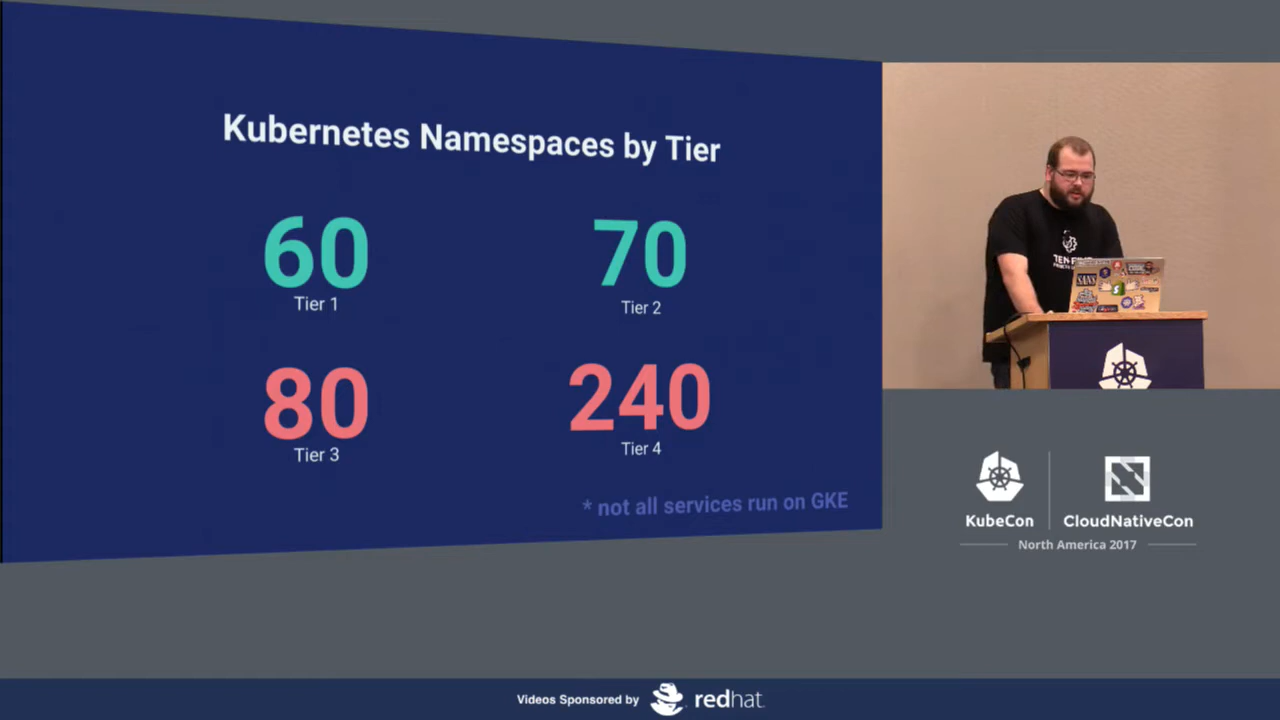 Kubernetes Namespaces by Tier
60
Tier 1
70
Tier 2
80
Tier 3
240
Tier 4
* not all services run on GKE
SANS
KubeCon
CloudNativeCon
North America 2017
Videos Sponsored by
redhat.